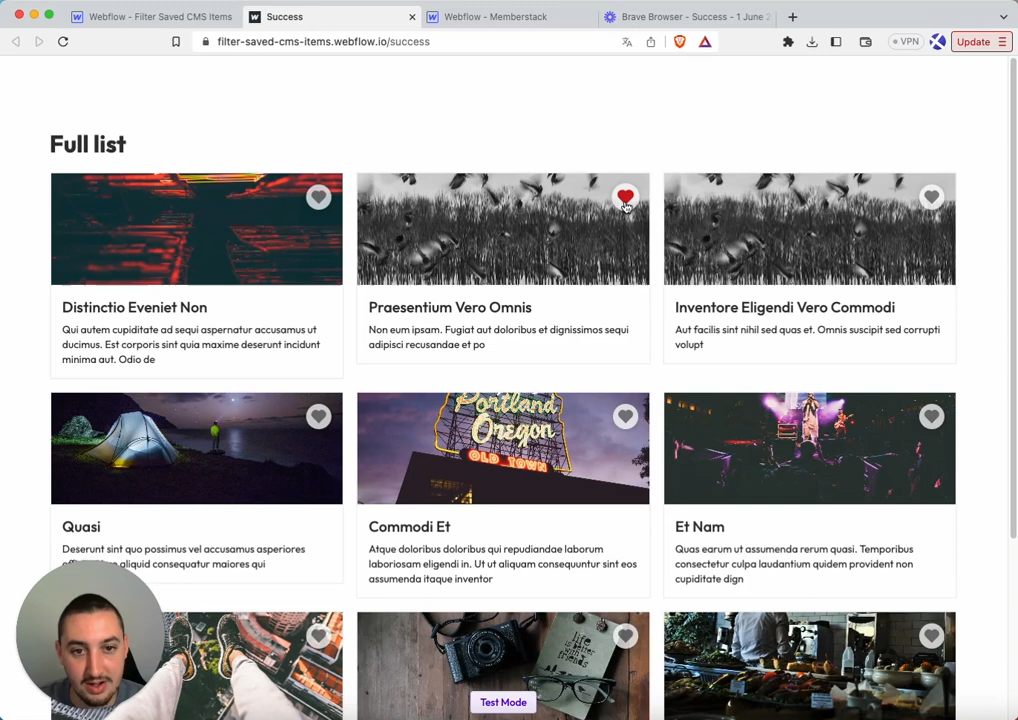 Webflow - Filter Saved CMS Items
Success
Webflow - Memberstack
Brave Browser - Success - 1 June 2
filter-saved-cms-items.webflow.io/success
VPN
Update
Full list
Distinctio Eveniet Non
Qui autem cupiditate ad sequi aspernatur accusamus ut
ducimus. Est corporis sint quia maxime deserunt incidunt
minima aut. Odio de
Praesentium Vero Omnis
Non eum ipsam. Fugiat aut doloribus et dignissimos sequi
adipisci recusandae et po
Inventore Eligendi Vero Commodi
Aut facilis sint nihil sed quas et. Omnis suscipit sed corrupti
volupt
Portland
Oregon
OLD TOWN
Quasi
Deserunt sint quo possimus vel accusamus asperiores
aliquid consequatur maiores qui
Commodi Et
Atque doloribus doloribus qui repudiandae laborum
laboriosam eligendi in. Ut ut aliquam consequuntur sint eos
assumenda itaque inventor
Et Nam
Quas earum ut assumenda rerum quasi. Temporibus
consectetur culpa laudantium quidem provident non
cupiditate dign
life is
better with
friends
Test Mode